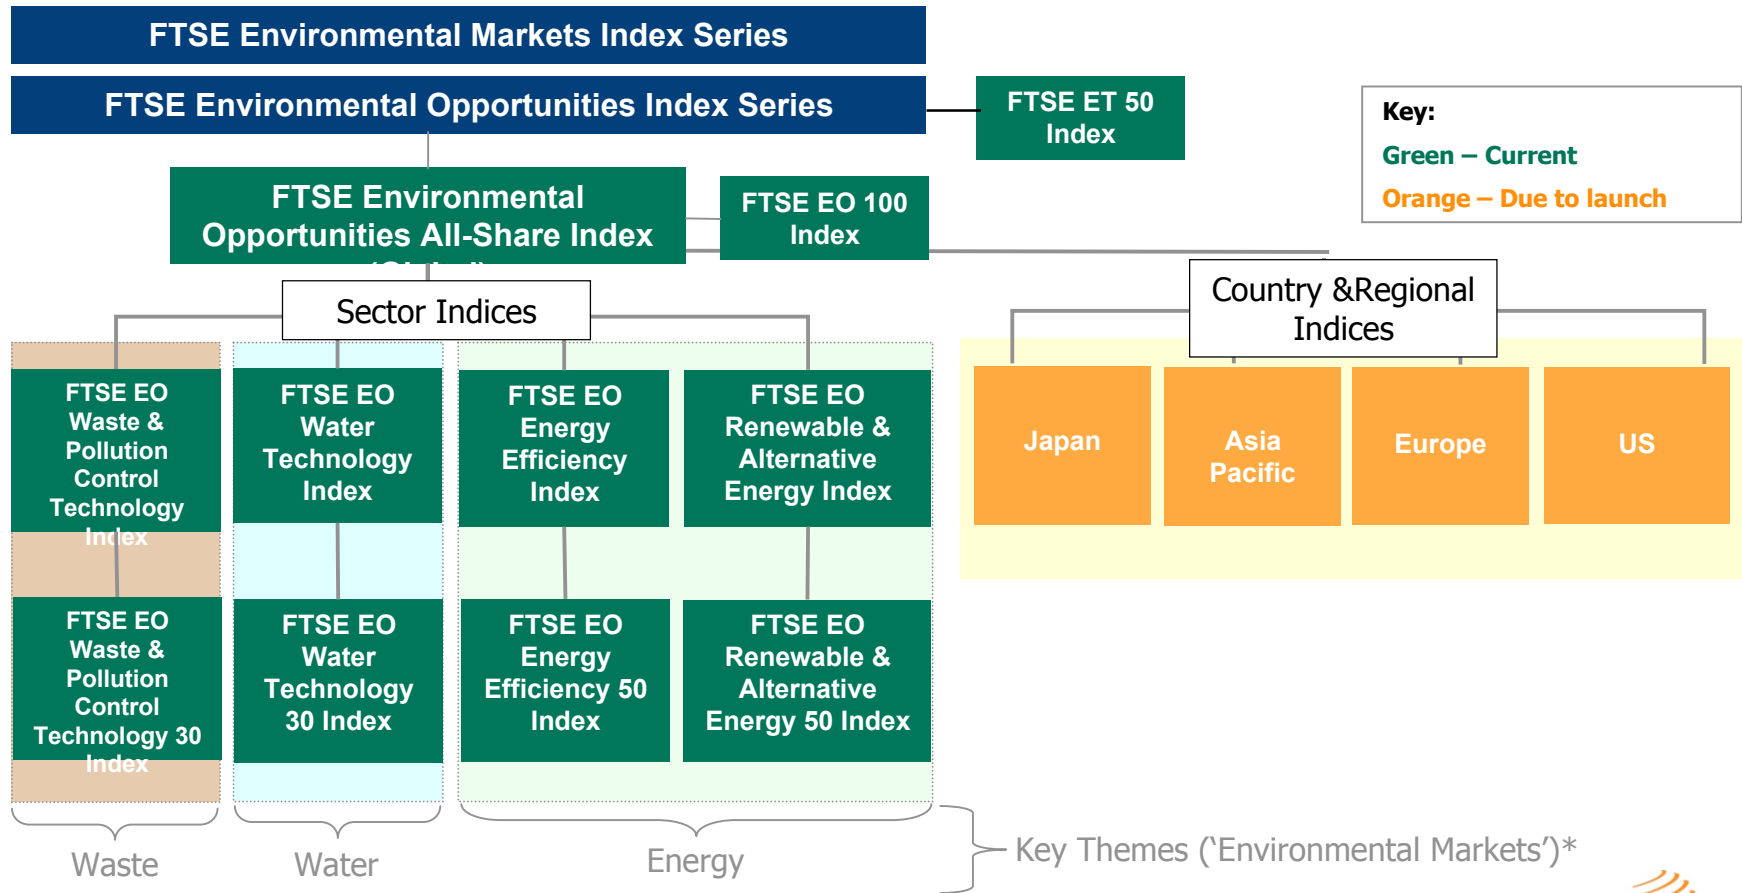 FTSE Environmental Markets Index Series
FTSE Environmental Opportunities Index Series
FTSE ET 50
Index
Key:
Green – Current
Orange – Due to launch
FTSE Environmental
Opportunities All-Share Index
FTSE EO 100
Index
Sector Indices
Country &Regional
Indices
FTSE EO
Waste &
Pollution
Control
Technology
Index
FTSE EO
Water
Technology
Index
FTSE EO
Energy
Efficiency
Index
FTSE EO
Renewable &
Alternative
Energy Index
Japan
Asia
Pacific
Europe
US
FTSE EO
Waste &
Pollution
Control
Technology 30
Index
FTSE EO
Water
Technology
30 Index
FTSE EO
Energy
Efficiency 50
Index
FTSE EO
Renewable &
Alternative
Energy 50 Index
Waste
Water
Energy
Key Themes (‘Environmental Markets’)*